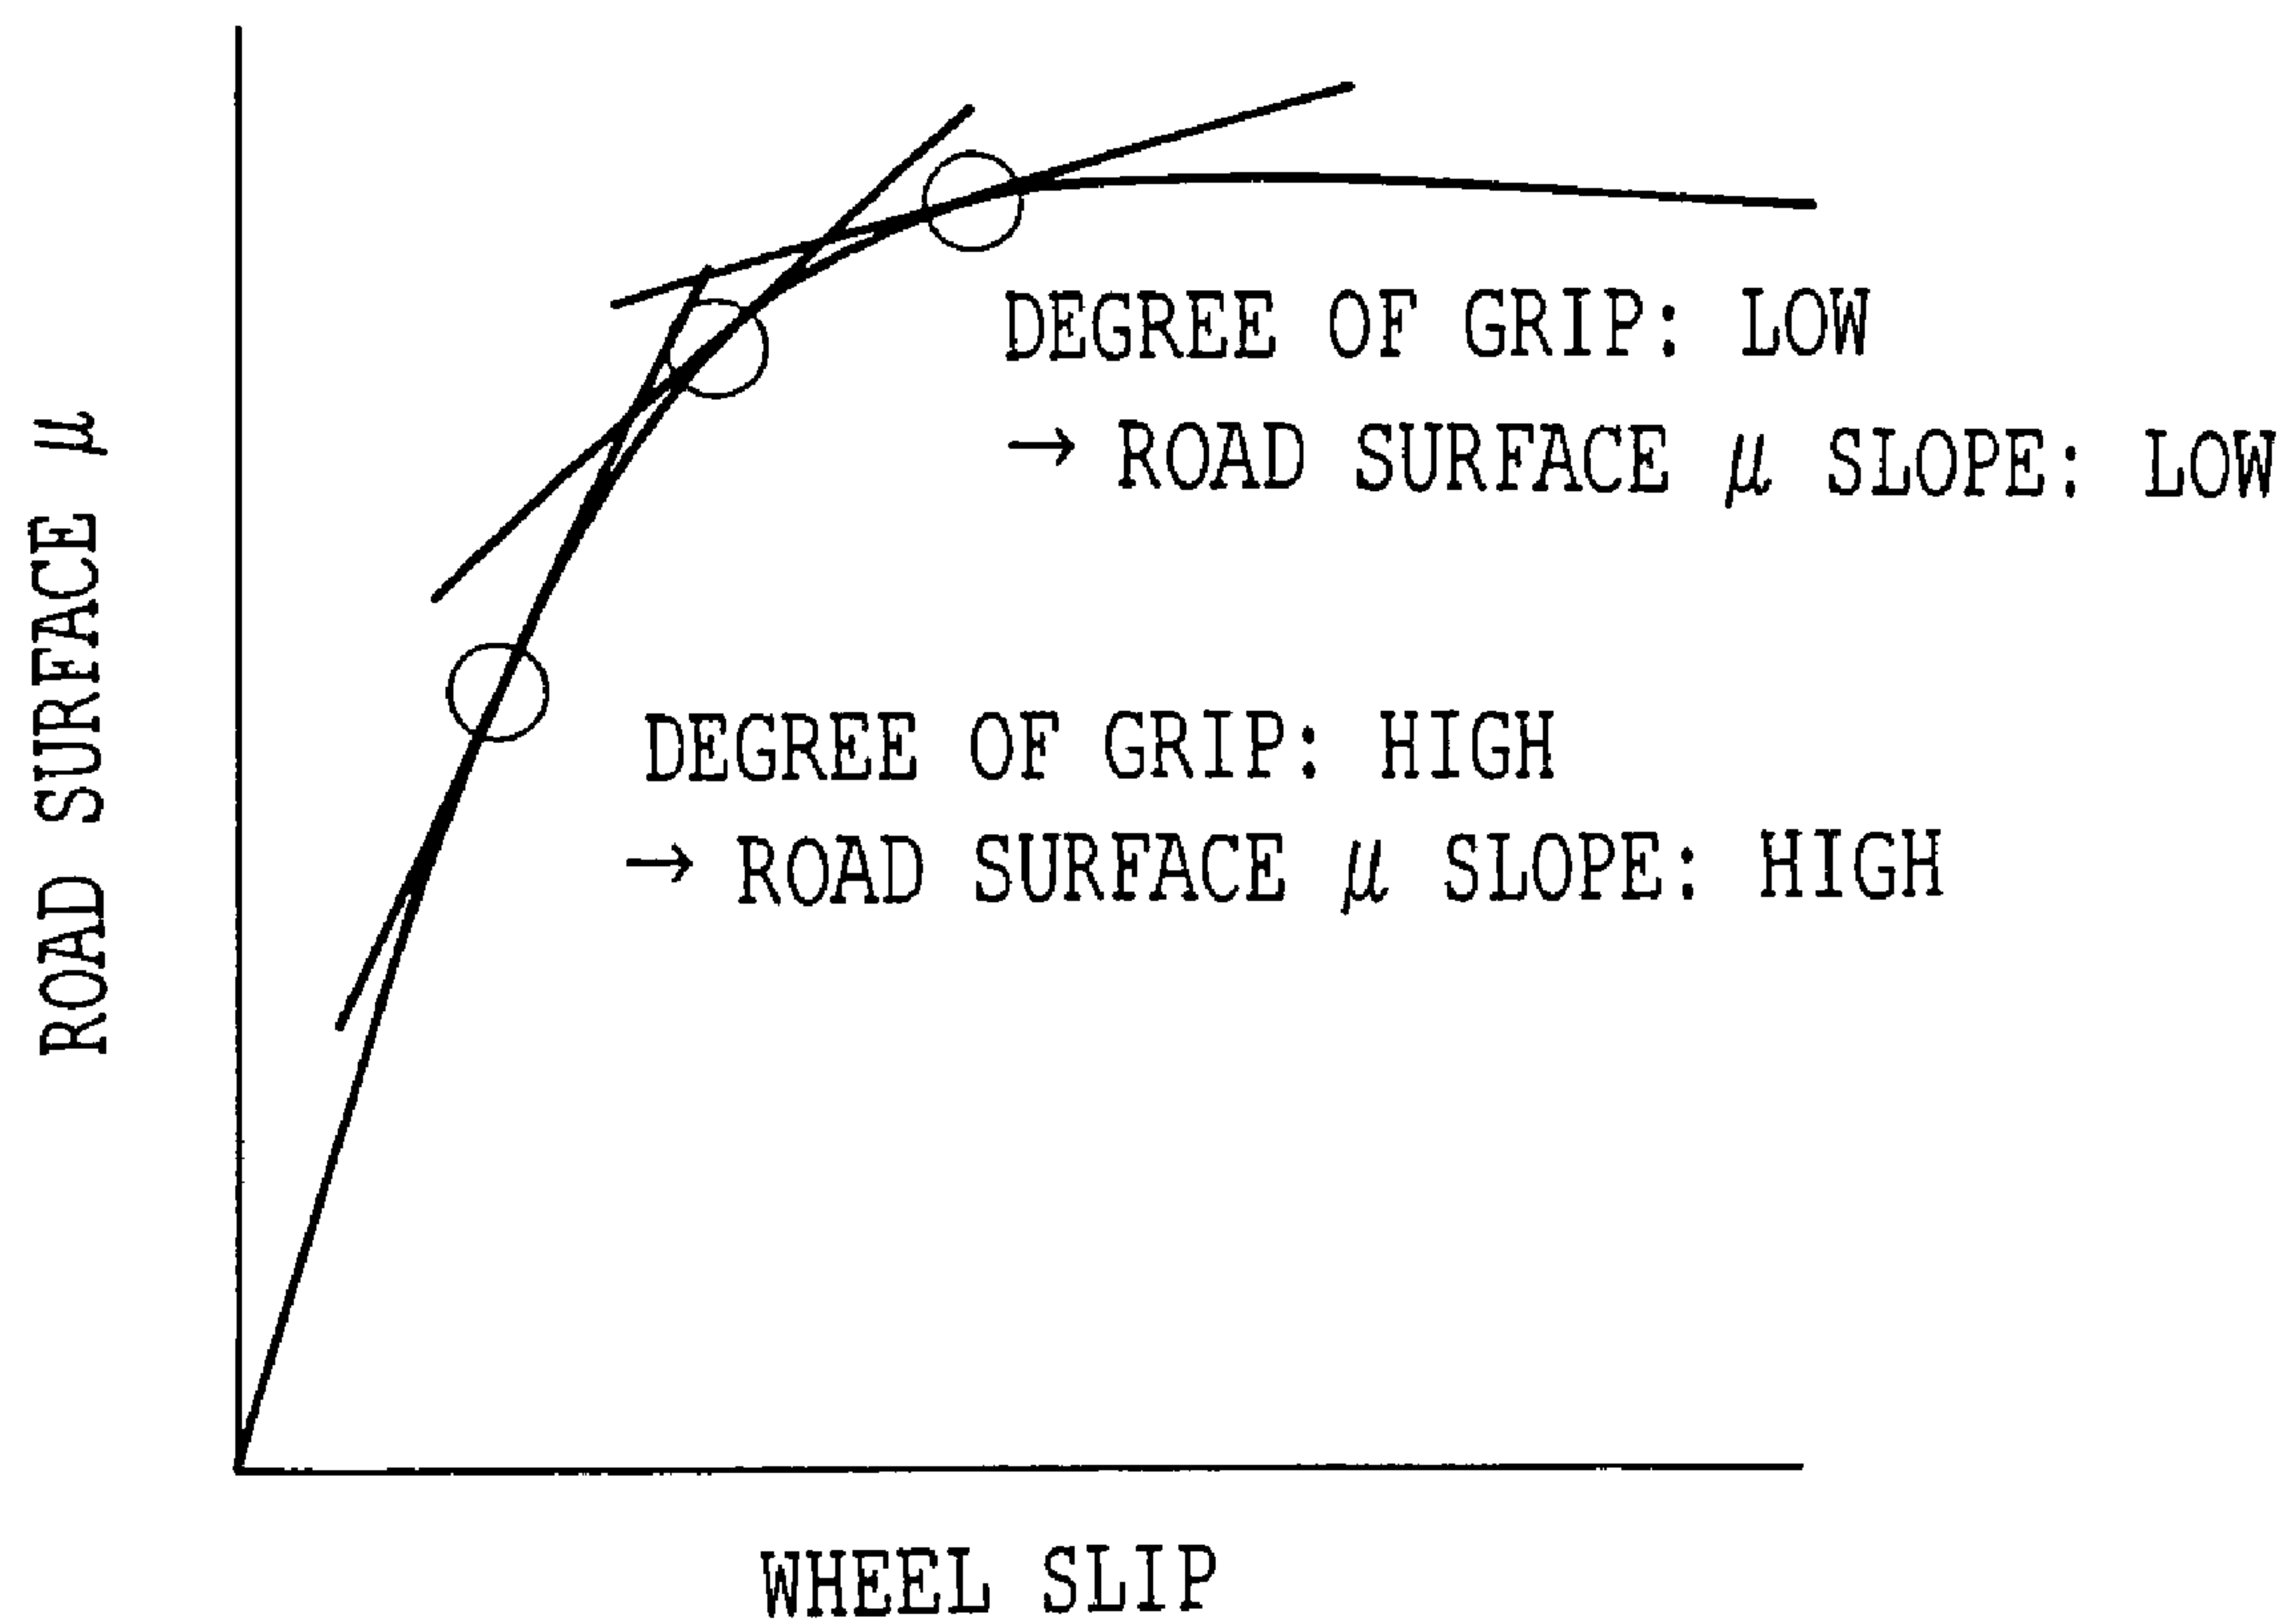 ROAD SURFACE μ
DEGREE OF GRIP: LOW
→ ROAD SURFACE μ SLOPE: LOW
DEGREE OF GRIP: HIGH
→ ROAD SURFACE μ SLOPE: HIGH
WHEEL SLIP